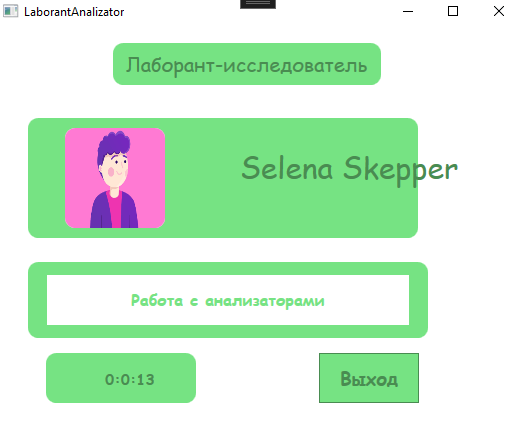 LaborantAnalizator
Лаборант-исследователь
Selena Skepper
Работа с анализаторами
0:0:13
Выход